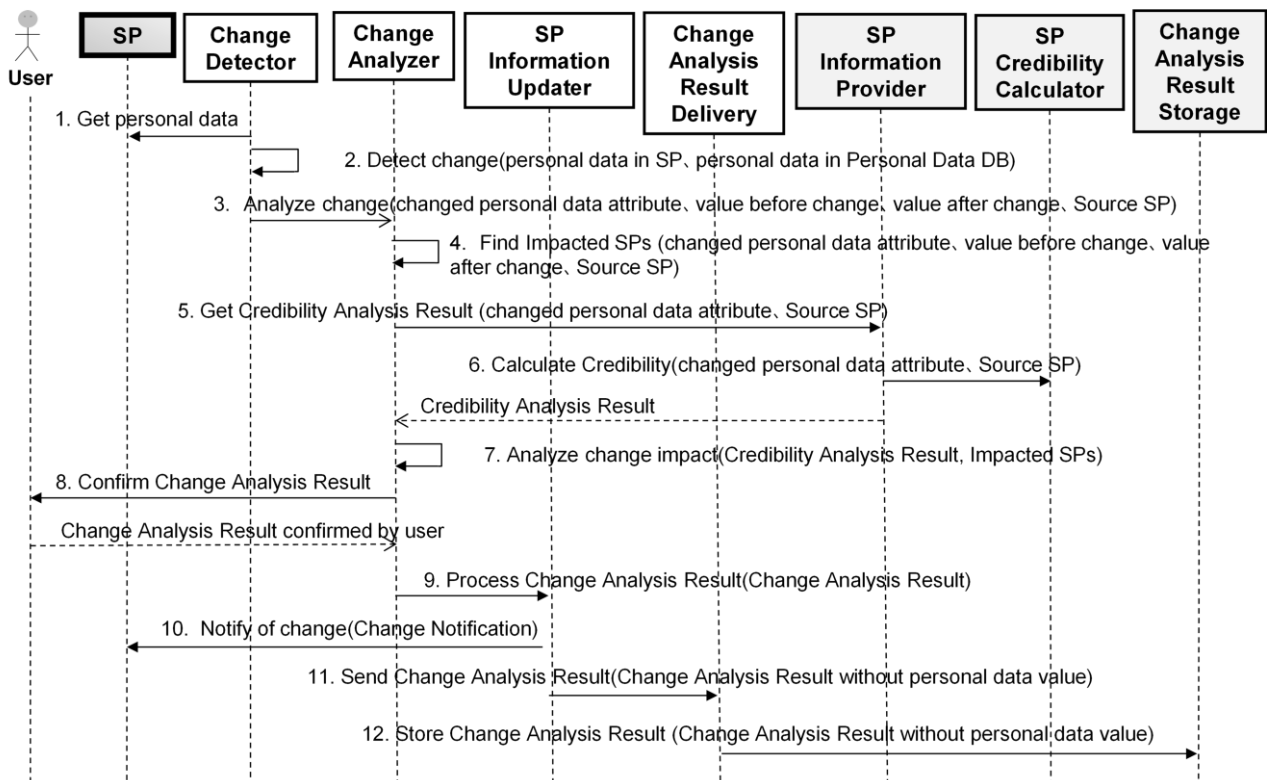 User
SP
Change
Detector
Change
Analyzer
SP
Information
Updater
Change
Analysis
Result
Delivery
SP
Information
Provider
SP
Credibility
Calculator
Change
Analysis
Result
Storage
1. Get personal data
2. Detect change(personal data in SP、personal data in Personal Data DB)
3. Analyze change(changed personal data attribute、value before change、value after change、Source SP)
4. Find Impacted SPs (changed personal data attribute、value before change、value
after change、Source SP)
5. Get Credibility Analysis Result (changed personal data attribute、Source SP)
6. Calculate Credibility(changed personal data attribute、Source SP)
Credibility Analysis Result
7. Analyze change impact(Credibility Analysis Result, Impacted SPs)
8. Confirm Change Analysis Result
Change Analysis Result confirmed by user
9. Process Change Analysis Result(Change Analysis Result)
10. Notify of change(Change Notification)
11. Send Change Analysis Result(Change Analysis Result without personal data value)
12. Store Change Analysis Result (Change Analysis Result without personal data value)